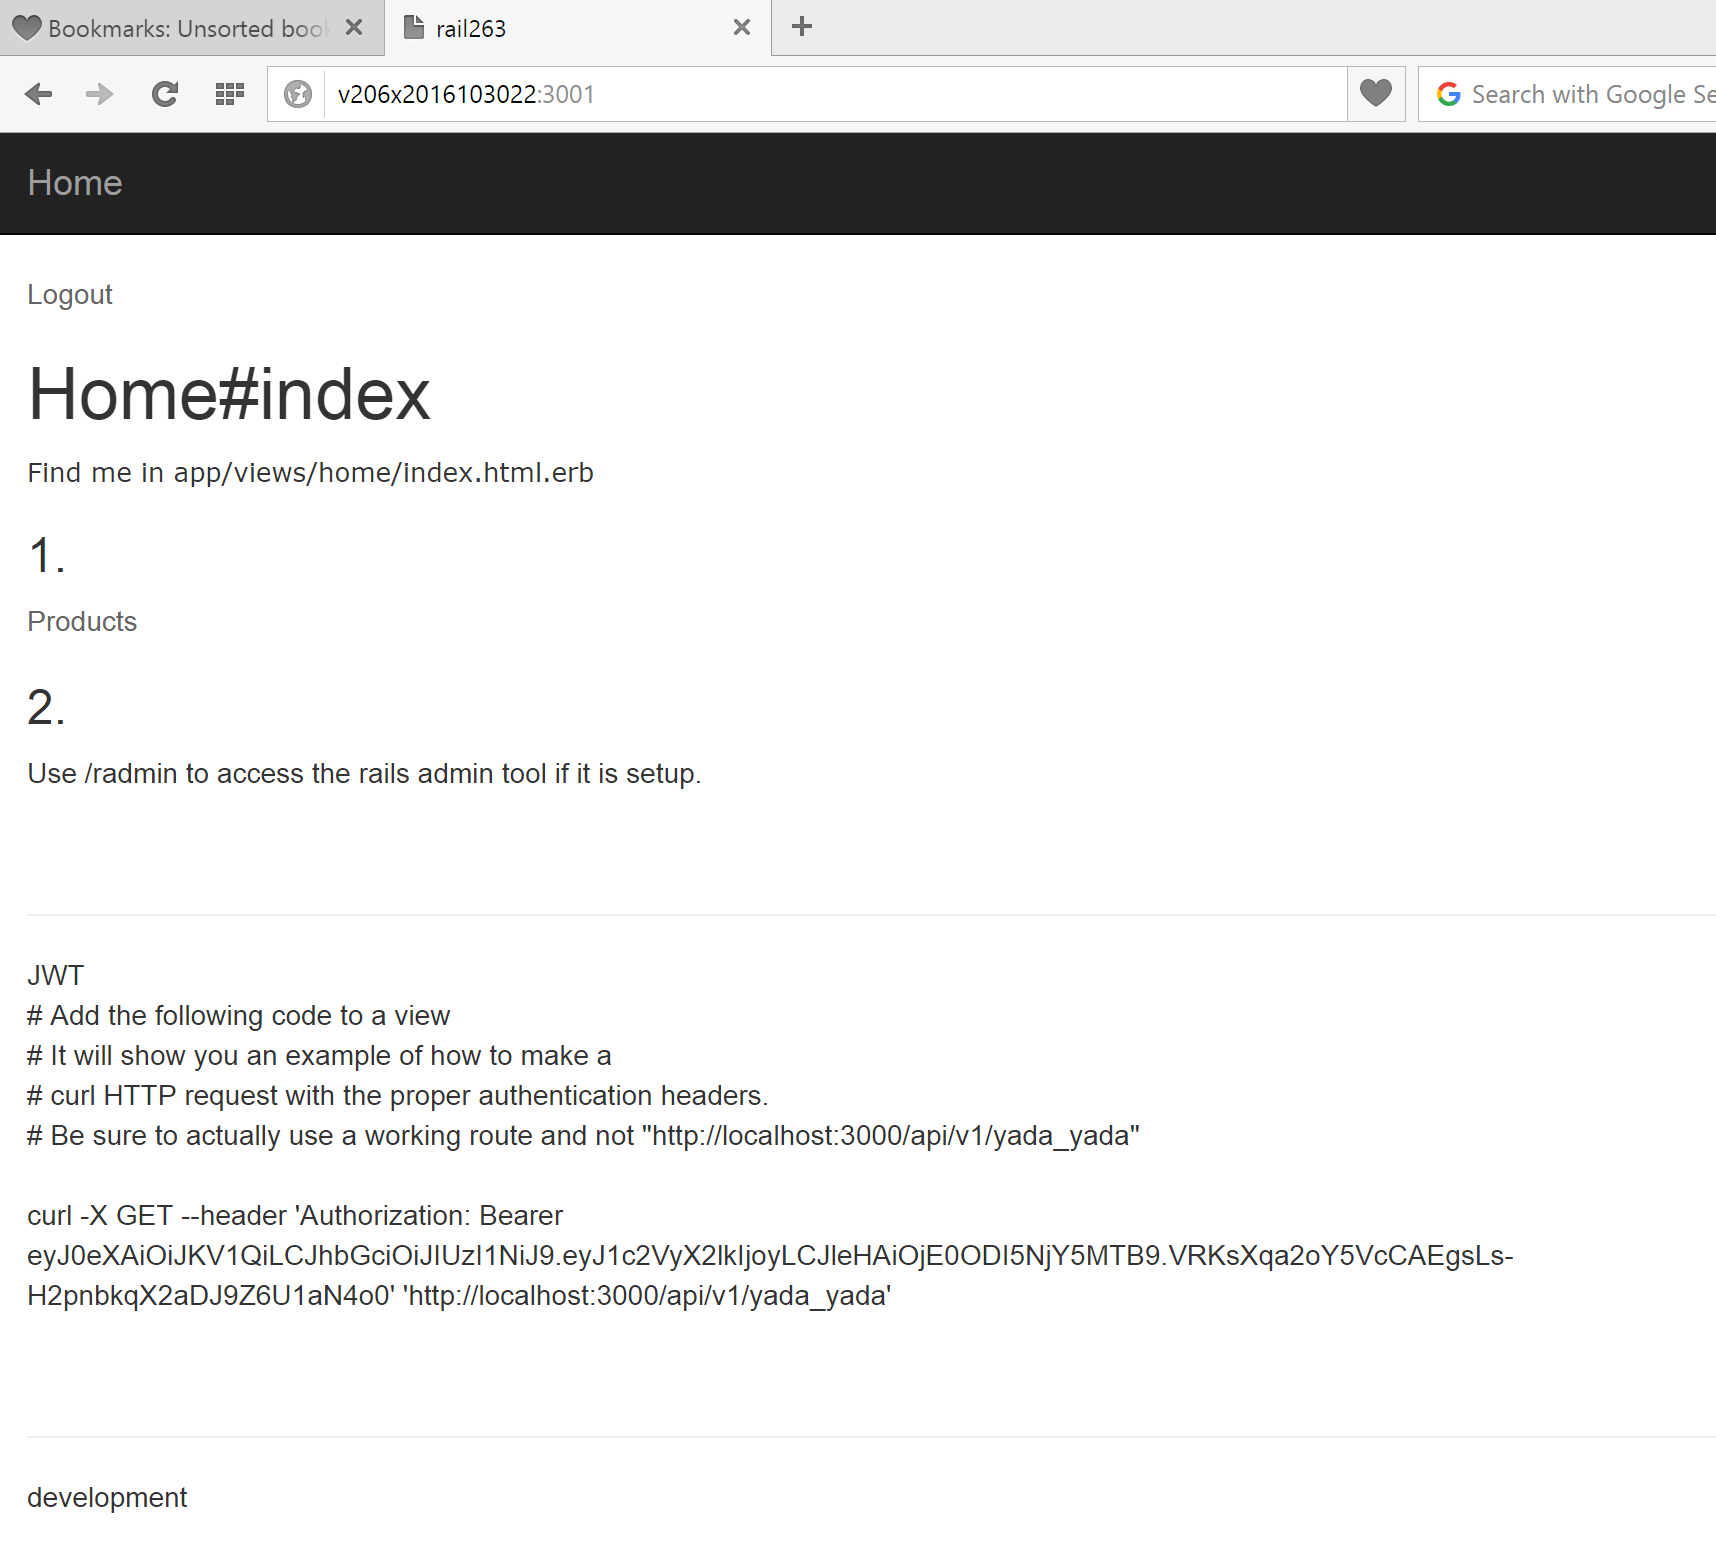 Bookmarks: Unsorted boo
rail263
v206x2016103022:3001
Search with Google Se
Home
Logout
Home#index
Find me in app/views/home/index.html.erb
1.
Products
2.
Use /radmin to access the rails admin tool if it is setup.
JWT
# Add the following code to a view
# It will show you an example of how to make a
# curl HTTP request with the proper authentication headers.
# Be sure to actually use a working route and not "http://localhost:3000/api/v1/yada_yada"
curl -X GET --header 'Authorization: Bearer
eyJ0eXAiOiJKV1QiLCJhbGciOiJIUzI1NiJ9.eyJ1c2VyX2lkIjoyLCJleHAiOjE0ODI5NjY5MTB9.VRKsXqa2oY5VcCAEgsLs-
H2pnbkqX2aDJ9Z6U1aN4o0' 'http://localhost:3000/api/v1/yada_yada'
development